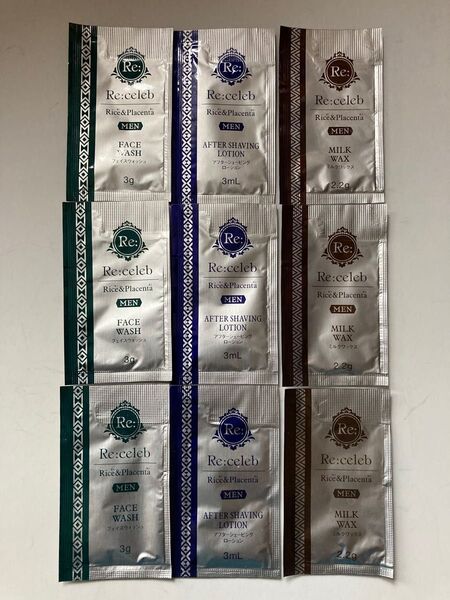 Re:
Re:celeb
Rice&Placenta
MEN
FACE
WASH
フェイスウォッシュ
3g
Re:
Re:celeb
Rice&Placenta
MEN
AFTER SHAVING
LOTION
アフターシェービング
ローション
3mL
Re:
Re:celeb
Rice&Placenta
MEN
MILK
WAX
ミルクワックス
2.2g
Re:
Re:celeb
Rice&Placenta
MEN
FACE
WASH
フェイスウォッシュ
3g
Re:
Re:celeb
Rice&Placenta
MEN
AFTER SHAVING
LOTION
アフターシェービング
ローション
3mL
Re:
Re:celeb
Rice&Placenta
MEN
MILK
WAX
ミルクワックス
2.2g
Re:
Re:celeb
Rice&Placenta
MEN
FACE
WASH
フェイスウォッシュ
3g
Re:
Re:celeb
Rice&Placenta
MEN
AFTER SHAVING
LOTION
アフターシェービング
ローション
3mL
Re:
Re:celeb
Rice&Placenta
MEN
MILK
WAX
ミルクワックス
2.2g